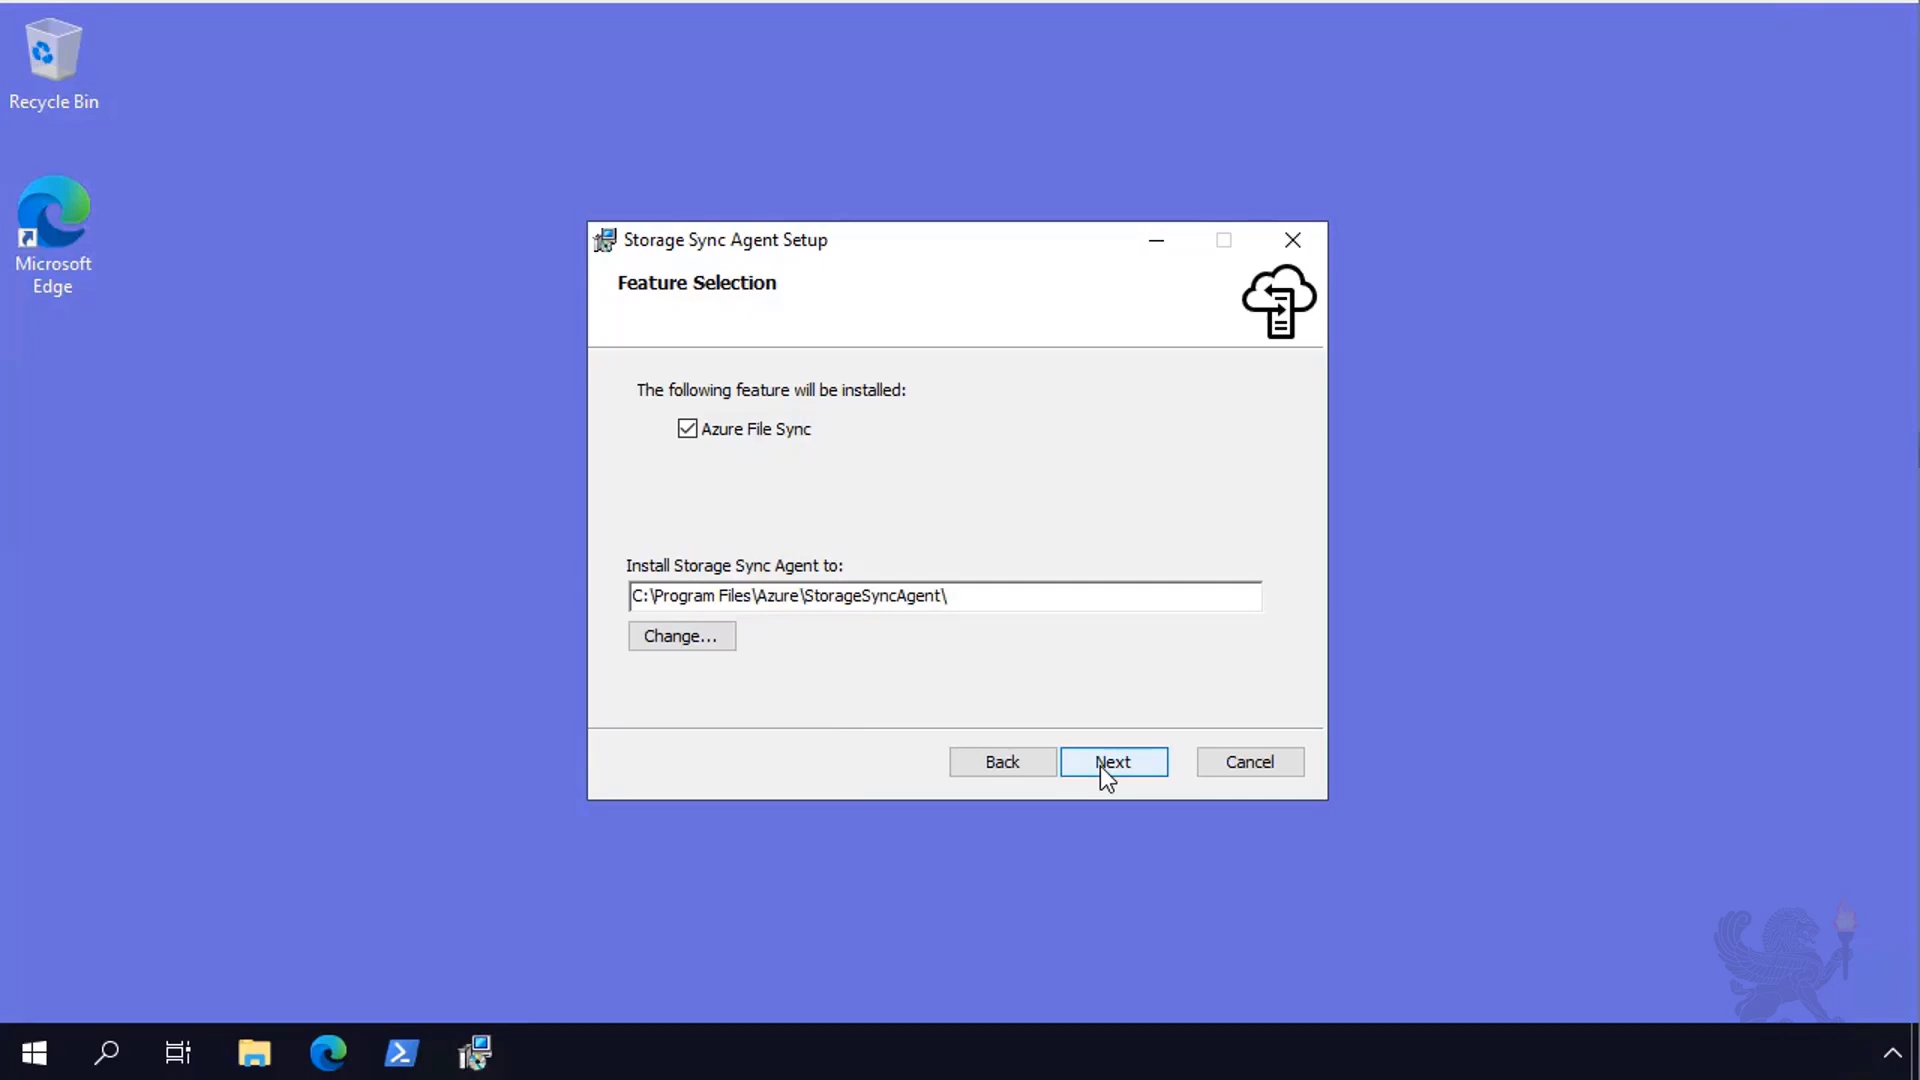 Recycle Bin
Microsoft
Edge
Storage Sync Agent Setup
Feature Selection
The following feature will be installed:
Azure File Sync
Install Storage Sync Agent to:
C:\Program Files\Azure\StorageSyncAgent\
Change...
Back
Next
Cancel